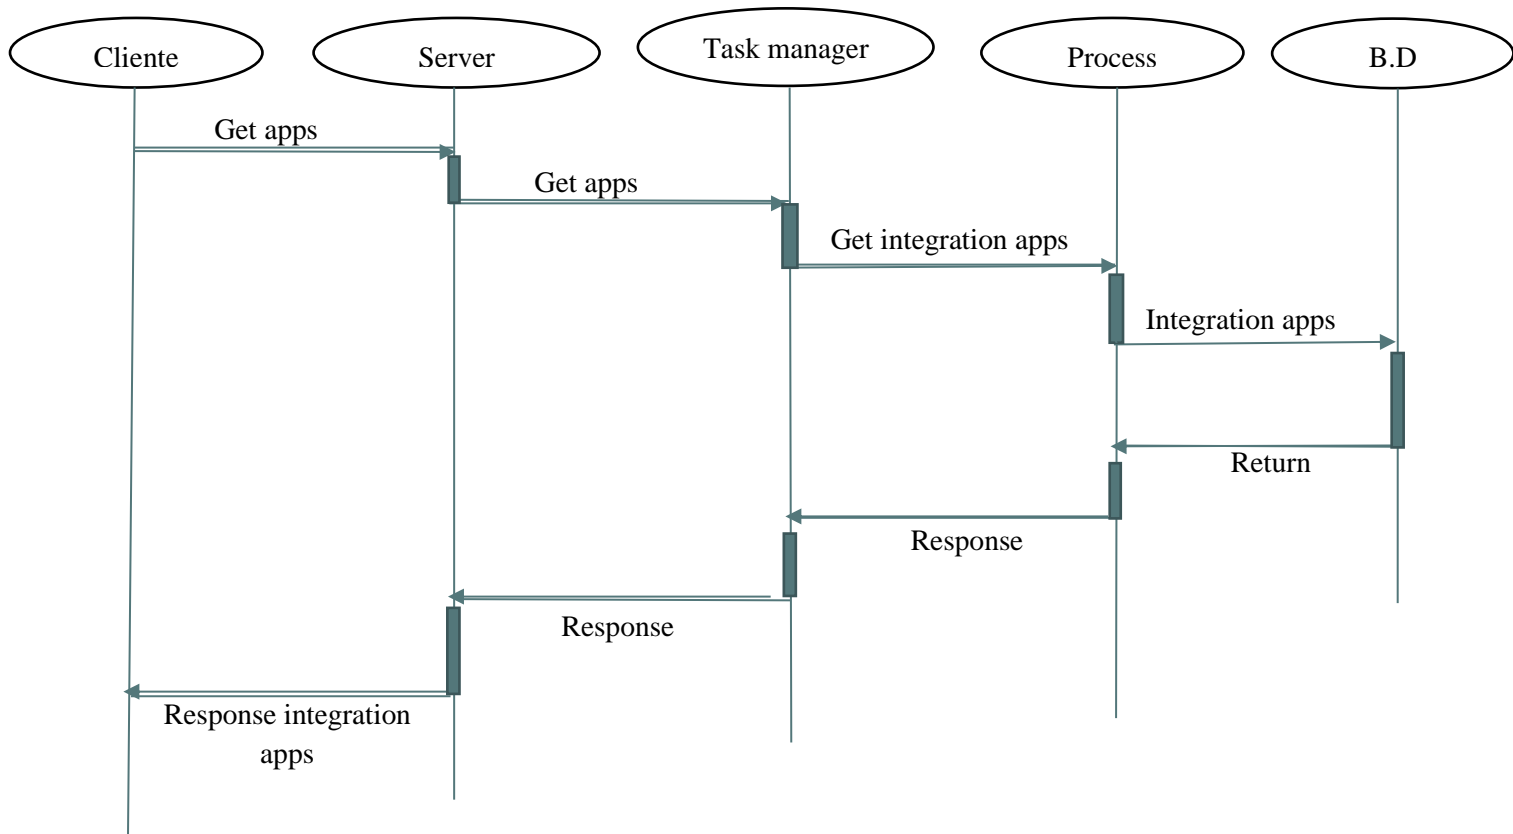 Cliente
Server
Task manager
Process
B.D
Get apps
Get apps
Get integration apps
Integration apps
Return
Response
Response
Response integration
apps